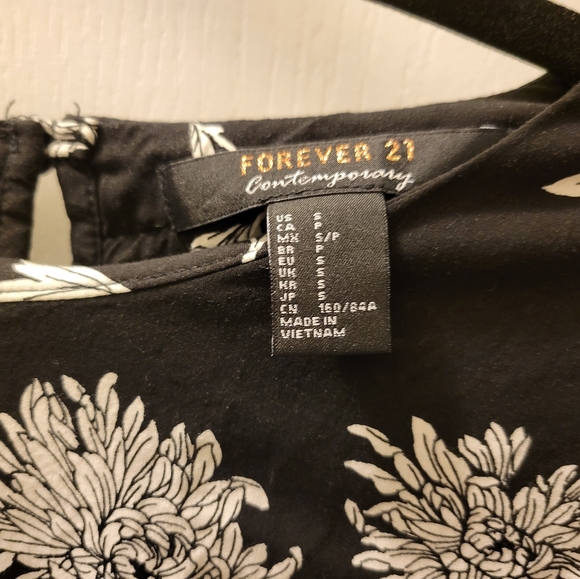 FOREVER 21
Contemporary
US S
CA P
MX S/P
BR P
EU S
UK S
KR S
JP S
CN 160/84A
MADE IN
VIETNAM